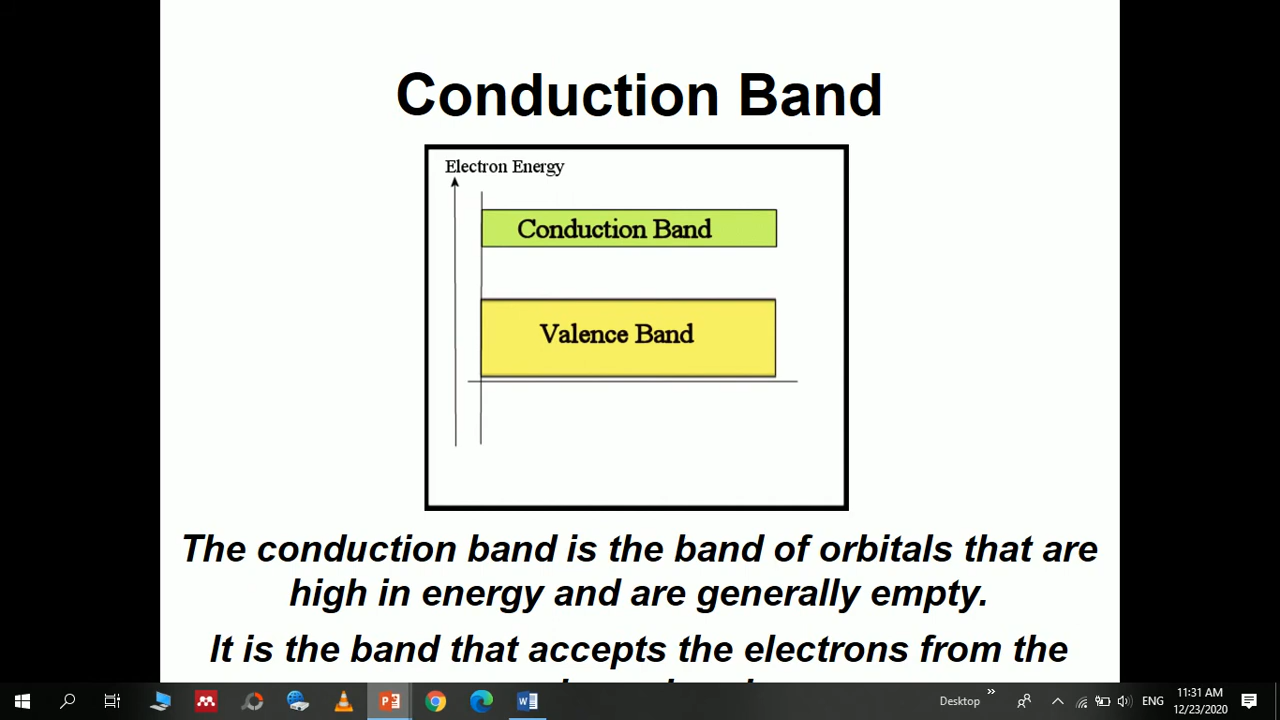 Conduction Band
Electron Energy
Conduction Band
Valence Band
The conduction band is the band of orbitals that are
high in energy and are generally empty.
It is the band that accepts the electrons from the
Desktop
»
ENG
11:31 AM
12/23/2020